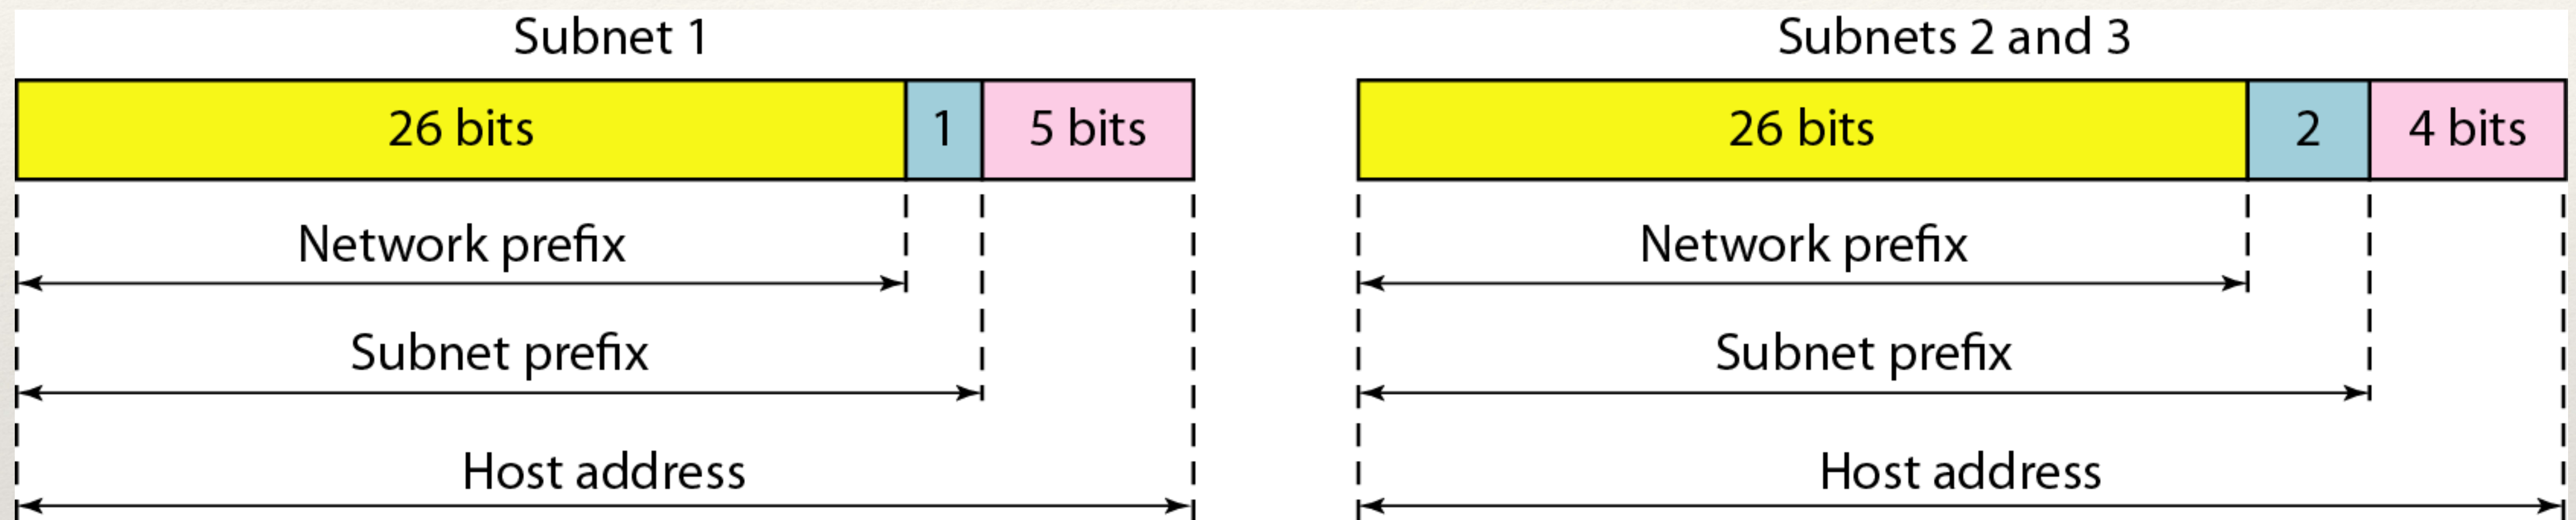 Subnet 1
26 bits
1
5 bits
Network prefix
Subnet prefix
Host address
Subnets 2 and 3
26 bits
2
4 bits
Network prefix
Subnet prefix
Host address